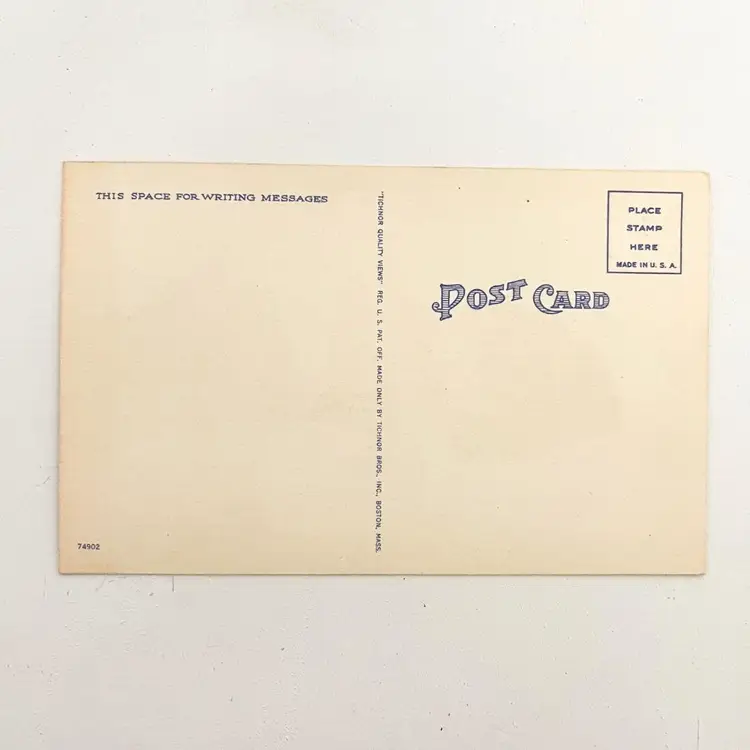 THIS SPACE FOR WRITING MESSAGES
74902
"TICHNOR QUALITY VIEWS" REG. U. S. PAT. OFF. MADE ONLY BY TICHNOR BROS., INC., BOSTON, MASS.
POST CARD
PLACE
STAMP
HERE
MADE IN U. S. A.